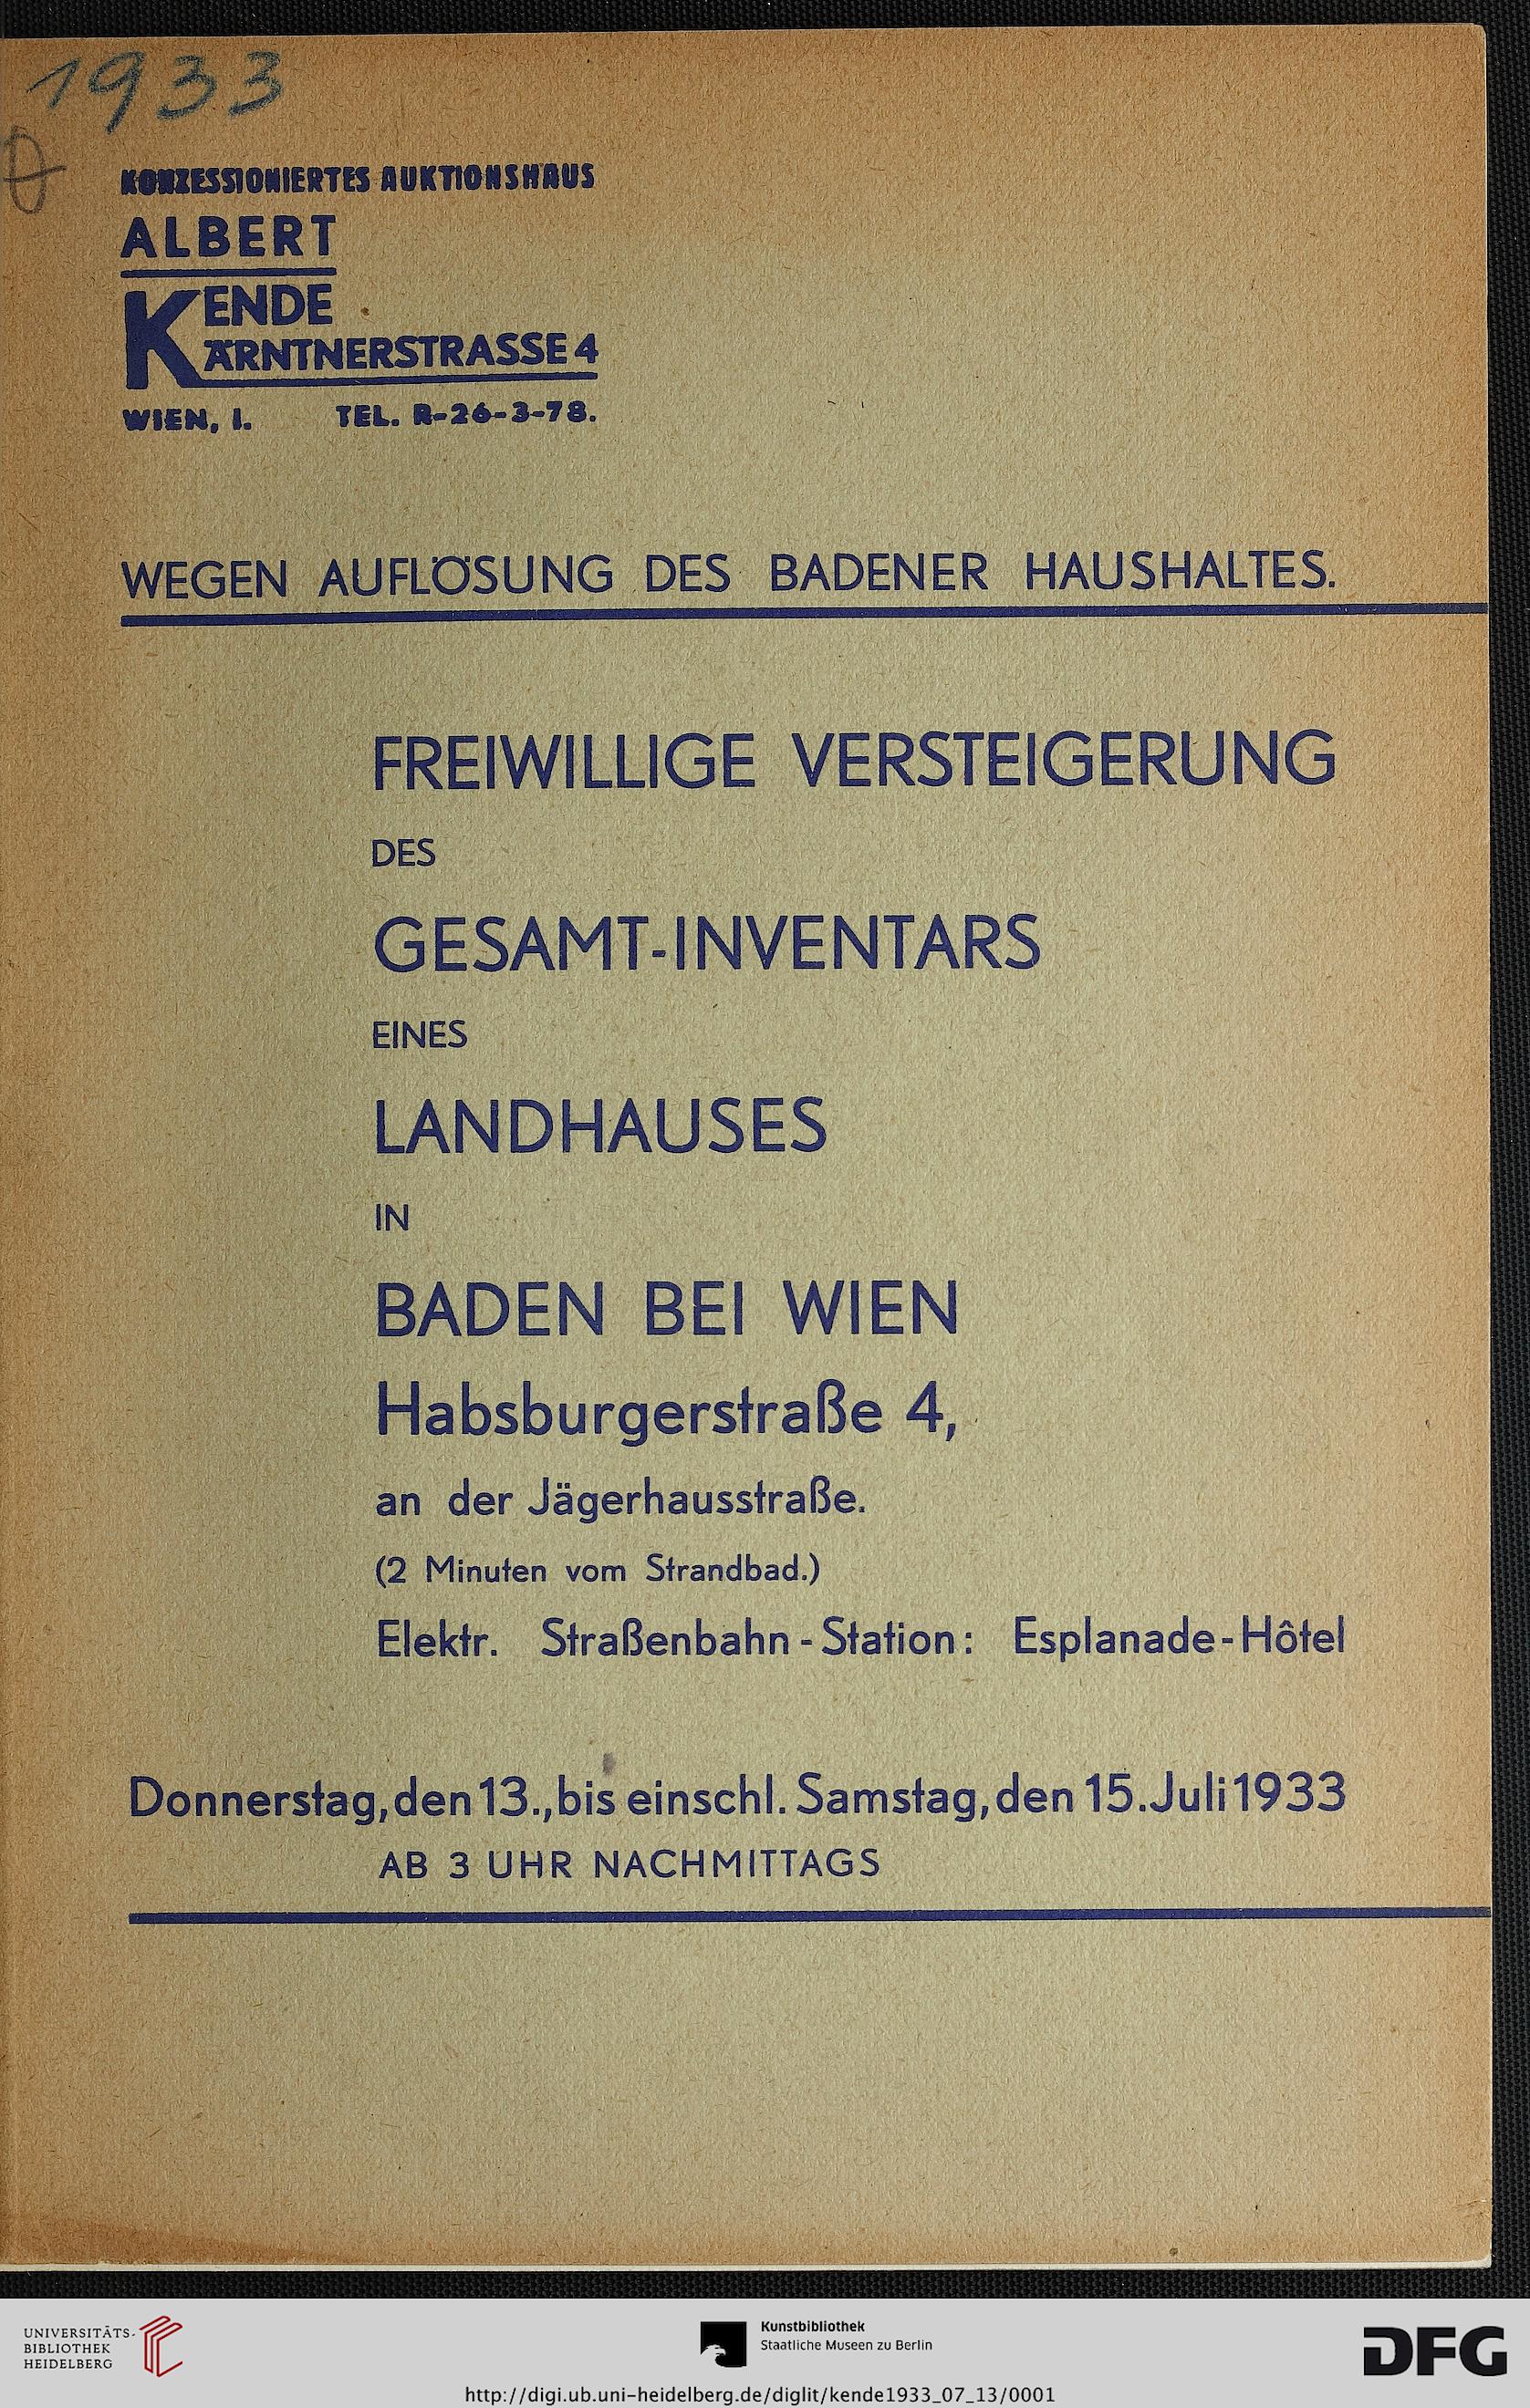 1933
KONZESSIONIERTES AUKTIONSHAUS
ALBERT
KENDE
KÄRNTNERSTRASSE 4
WIEN, I. TEL. R-26-3-78.
WEGEN AUFLÖSUNG DES BADENER HAUSHALTES.
FREIWILLIGE VERSTEIGERUNG
DES
GESAMT-INVENTARS
EINES
LANDHAUSES
IN
BADEN BEI WIEN
Habsburgerstraße 4,
an der Jägerhausstraße.
(2 Minuten vom Strandbad.)
Elektr. Straßenbahn-Station: Esplanade-Hôtel
Donnerstag, den 13., bis einschl. Samstag, den 15. Juli 1933
AB 3 UHR NACHMITTAGS
UNIVERSITÄTS-
BIBLIOTHEK
HEIDELBERG
Kunstbibliothek
Staatliche Museen zu Berlin
DFG
http://digi.ub.uni-heidelberg.de/diglit/kende1933_07_13/0001